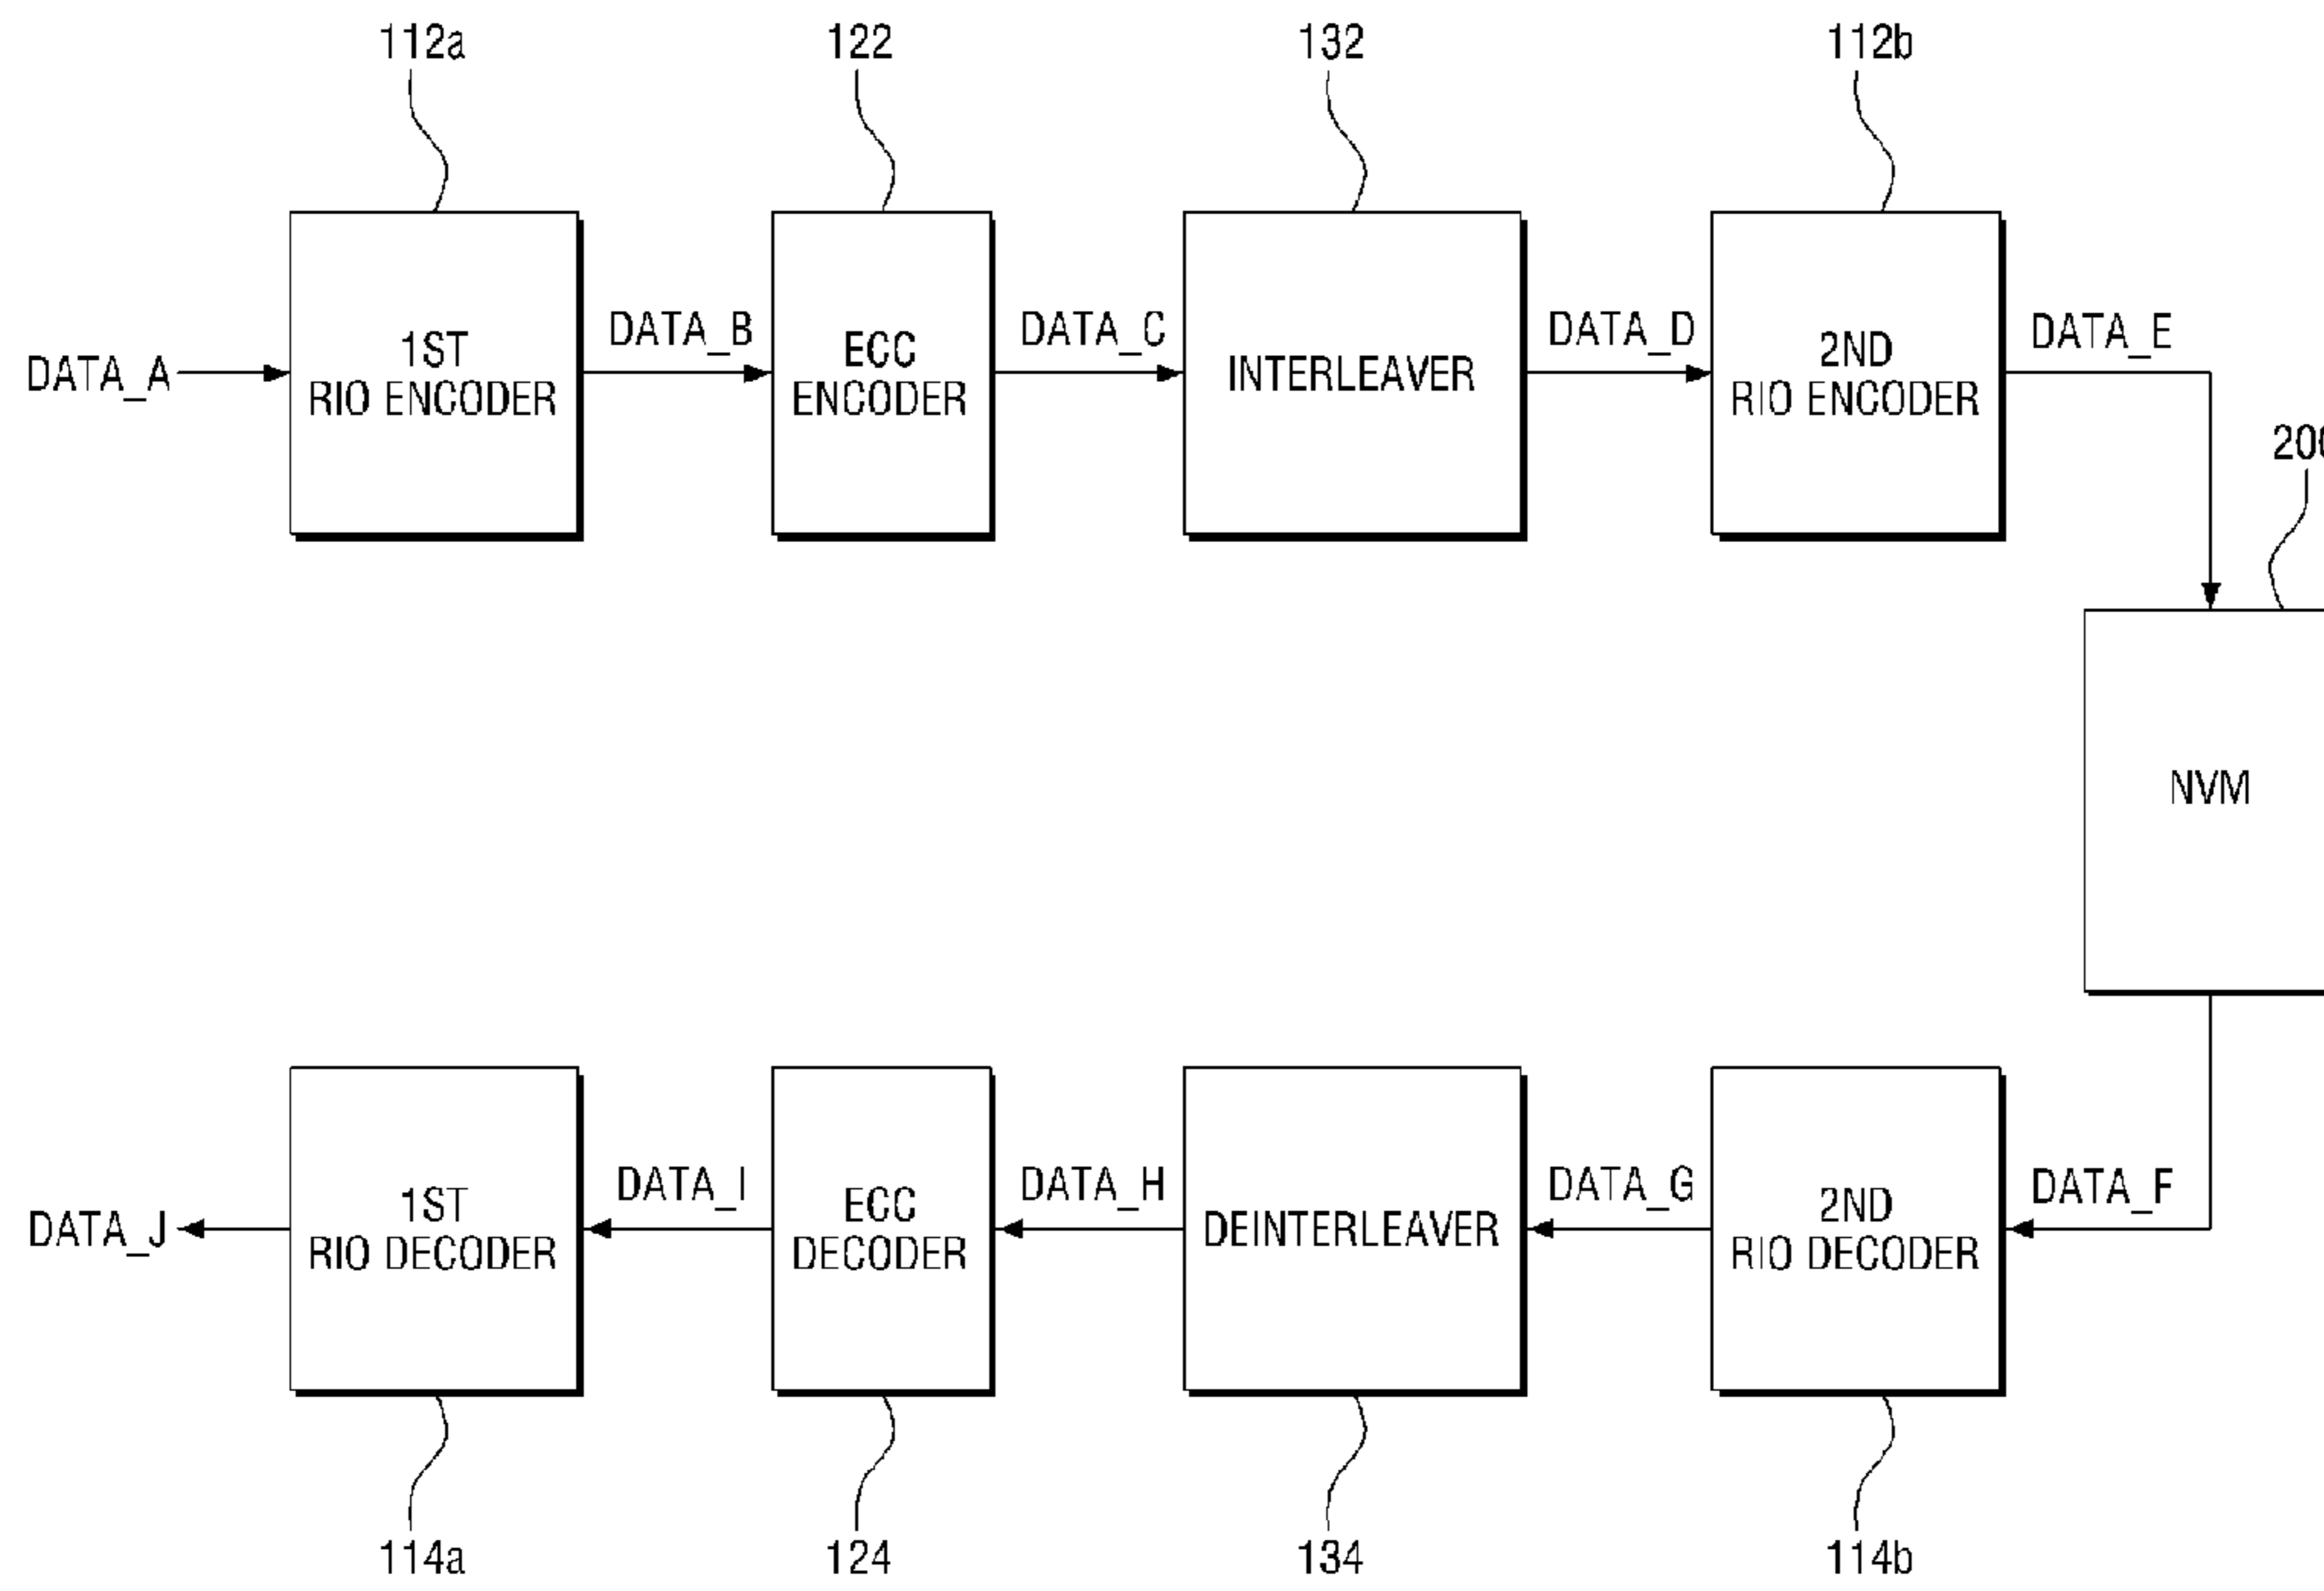 112a
122
132
112b
DATA_A
1ST
RIO ENCODER
DATA_B
ECC
ENCODER
DATA_C
INTERLEAVER
DATA_D
2ND
RIO ENCODER
DATA_E
NVM
DATA_J
1ST
RIO DECODER
DATA_I
ECC
DECODER
DATA_H
DEINTERLEAVER
DATA_G
2ND
RIO DECODER
DATA_F
114a
124
134
114b